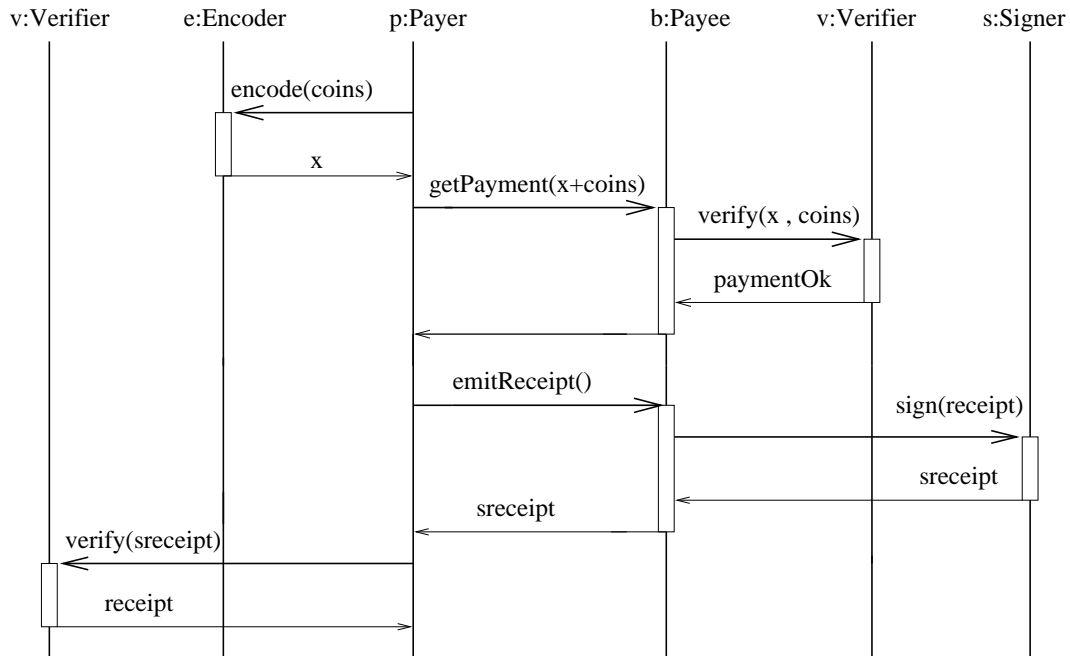 v:Verifier e:Encoder p:Payer b:Payee v:Verifier s:Signer
encode(coins)
x
getPayment(x+coins)
verify(x , coins)
paymentOk
emitReceipt()
sign(receipt)
sreceipt
sreceipt
verify(sreceipt)
receipt